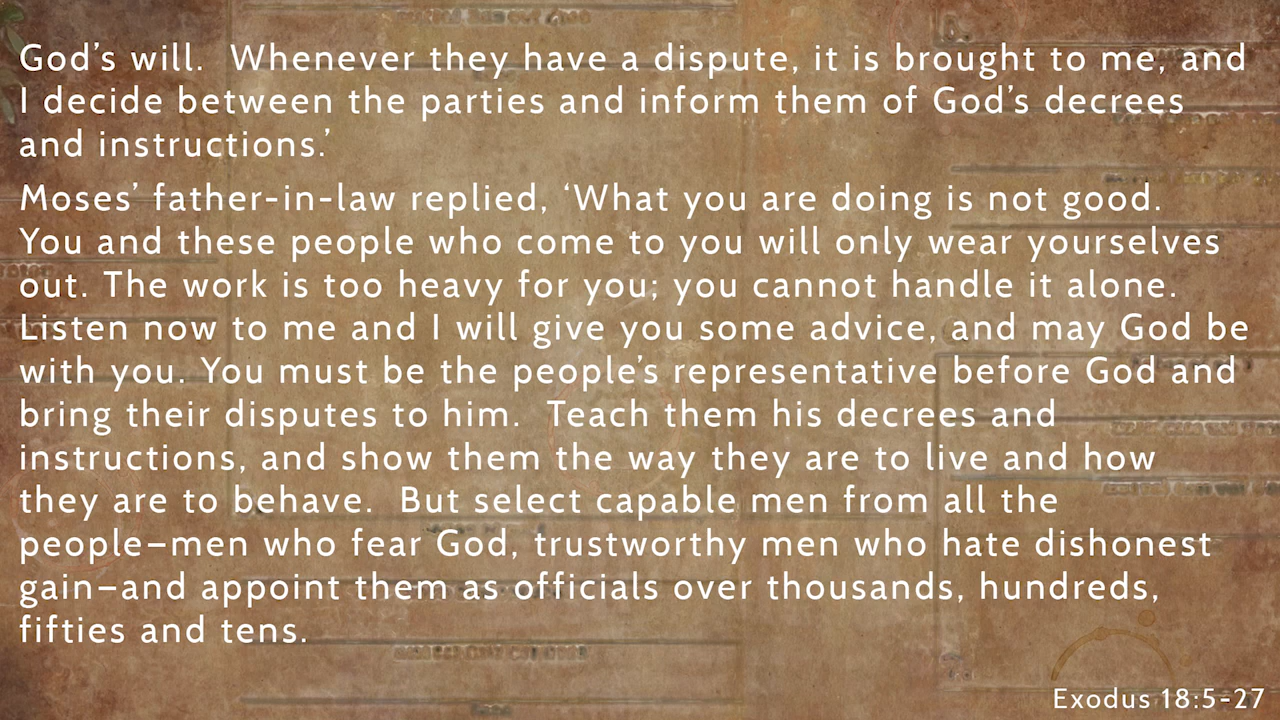 God’s will.  Whenever they have a dispute, it is brought to me, and
I decide between the parties and inform them of God’s decrees
and instructions.’
Moses’ father-in-law replied, ‘What you are doing is not good.
You and these people who come to you will only wear yourselves
out. The work is too heavy for you; you cannot handle it alone.
Listen now to me and I will give you some advice, and may God be
with you. You must be the people’s representative before God and
bring their disputes to him.  Teach them his decrees and
instructions, and show them the way they are to live and how
they are to behave.  But select capable men from all the
people–men who fear God, trustworthy men who hate dishonest
gain–and appoint them as officials over thousands, hundreds,
fifties and tens.
Exodus 18:5-27